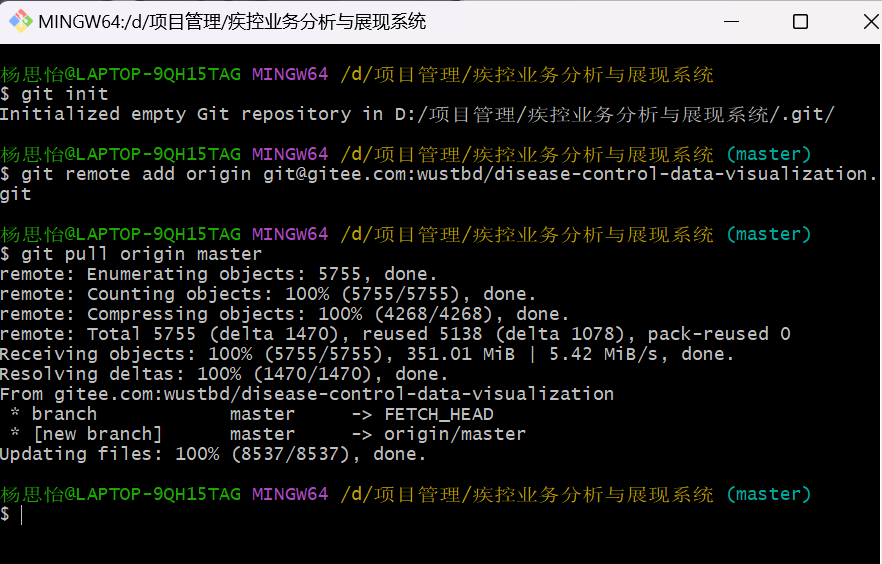 MINGW64:/d/项目管理/疾控业务分析与展现系统
杨思怡@LAPTOP-9QH15TAG MINGW64 /d/项目管理/疾控业务分析与展现系统
$ git init
Initialized empty Git repository in D:/项目管理/疾控业务分析与展现系统/.git/
杨思怡@LAPTOP-9QH15TAG MINGW64 /d/项目管理/疾控业务分析与展现系统 (master)
$ git remote add origin git@gitee.com:wustbd/disease-control-data-visualization.
git
杨思怡@LAPTOP-9QH15TAG MINGW64 /d/项目管理/疾控业务分析与展现系统 (master)
$ git pull origin master
remote: Enumerating objects: 5755, done.
remote: Counting objects: 100% (5755/5755), done.
remote: Compressing objects: 100% (4268/4268), done.
remote: Total 5755 (delta 1470), reused 5138 (delta 1078), pack-reused 0
Receiving objects: 100% (5755/5755), 351.01 MiB | 5.42 MiB/s, done.
Resolving deltas: 100% (1470/1470), done.
From gitee.com:wustbd/disease-control-data-visualization
 * branch            master     -> FETCH_HEAD
 * [new branch]      master     -> origin/master
Updating files: 100% (8537/8537), done.
杨思怡@LAPTOP-9QH15TAG MINGW64 /d/项目管理/疾控业务分析与展现系统 (master)
$